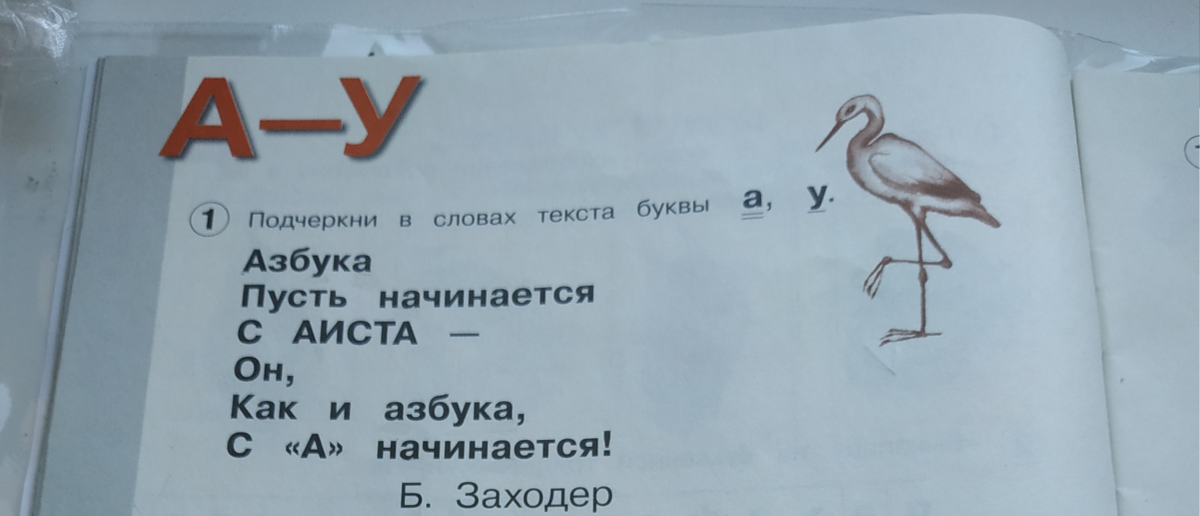 А—У
1 Подчеркни в словах текста буквы а, у.
Азбука
Пусть начинается
С АИСТА —
Он,
Как и азбука,
С «А» начинается!
Б. Заходер